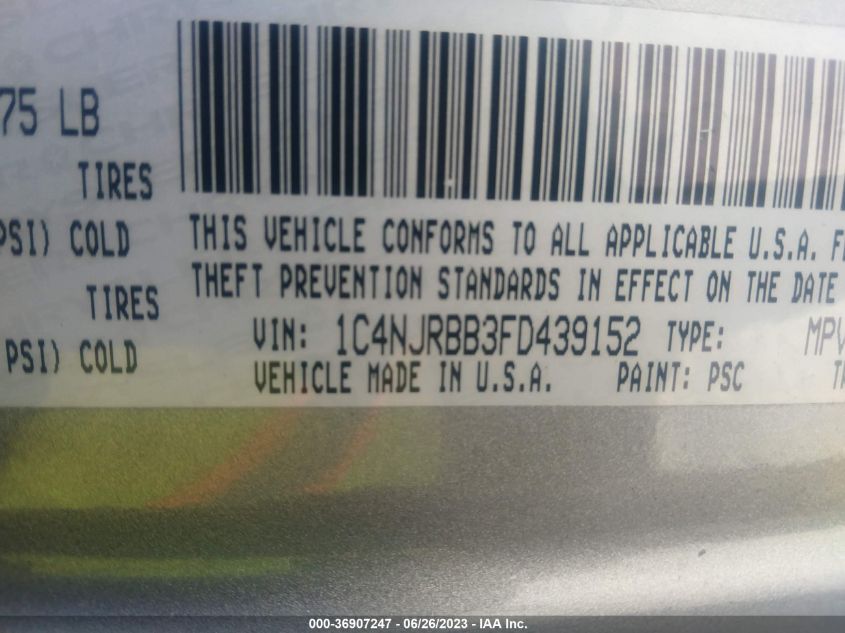 75 LB
TIRES
PSI) COLD
TIRES
PSI) COLD
THIS VEHICLE CONFORMS TO ALL APPLICABLE U.S.A.
THEFT PREVENTION STANDARDS IN EFFECT ON THE DATE
VIN: 1C4NJRBB3FD439152 TYPE: MPV
VEHICLE MADE IN U.S.A. PAINT: PSC
000-36907247 - 06/26/2023 - IAA Inc.